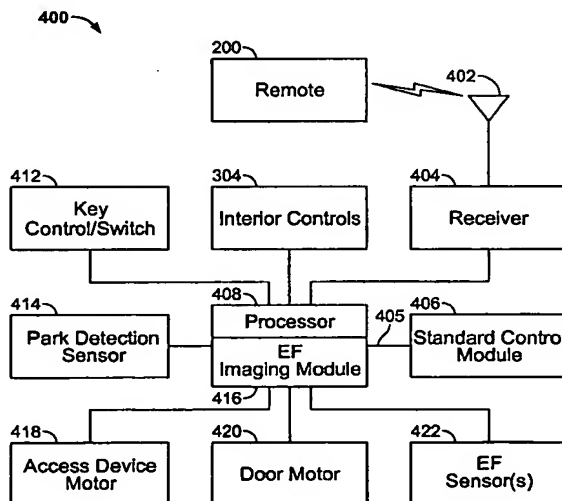 400
200
402
Remote
412
304
404
Key
Control/Switch
Interior Controls
Receiver
408
414
406
Processor
Park Detection
Sensor
EF
Imaging Module
405
Standard Control
Module
416
418
420
422
Access Device
Motor
Door Motor
EF
Sensor(s)